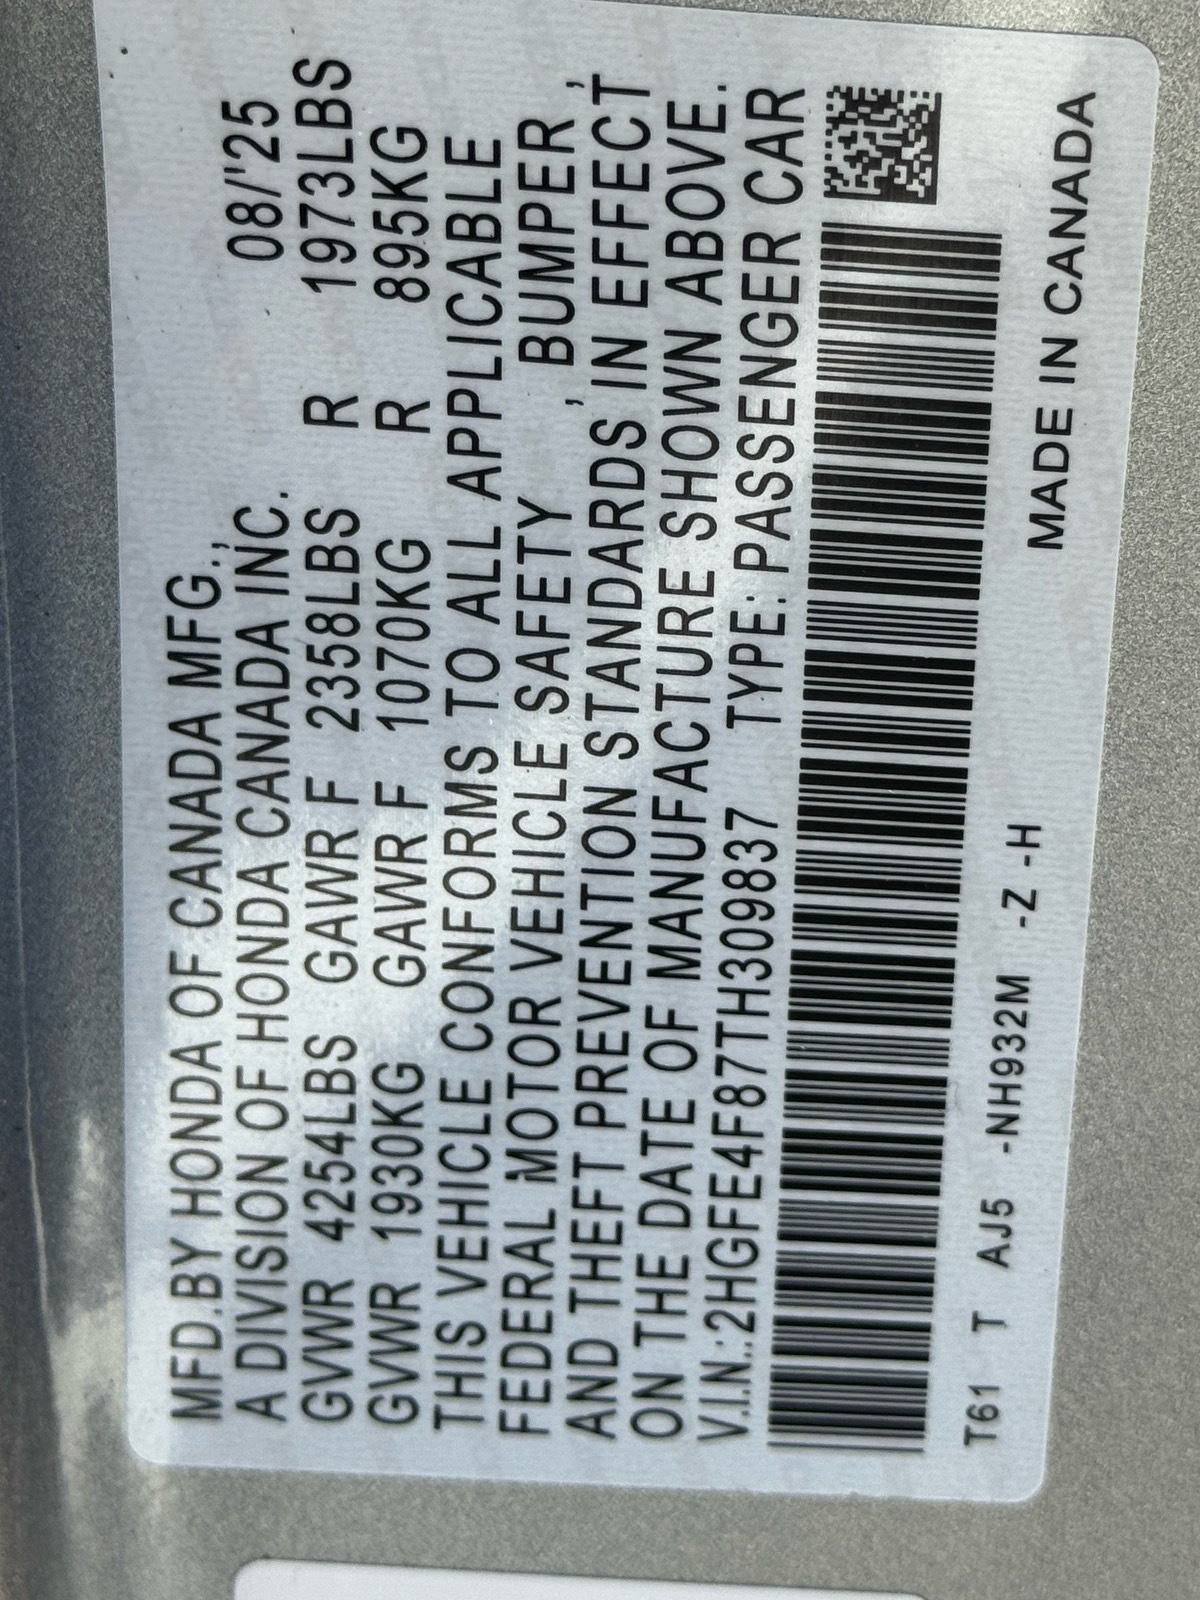 MFD.BY HONDA OF CANADA MFG.,
A DIVISION OF HONDA CANADA INC. 08/'25
GVWR 4254LBS GAWR F 2358LBS R 1973LBS
GVWR 1930KG GAWR F 1070KG R 895KG
THIS VEHICLE CONFORMS TO ALL APPLICABLE
FEDERAL MOTOR VEHICLE SAFETY, BUMPER,
AND THEFT PREVENTION STANDARDS IN EFFECT
ON THE DATE OF MANUFACTURE SHOWN ABOVE.
V.I.N.:2HGFE4F87TH30983​7 TYPE: PASSENGER CAR
T61 T AJ5 -NH932M -Z -H MADE IN CANADA